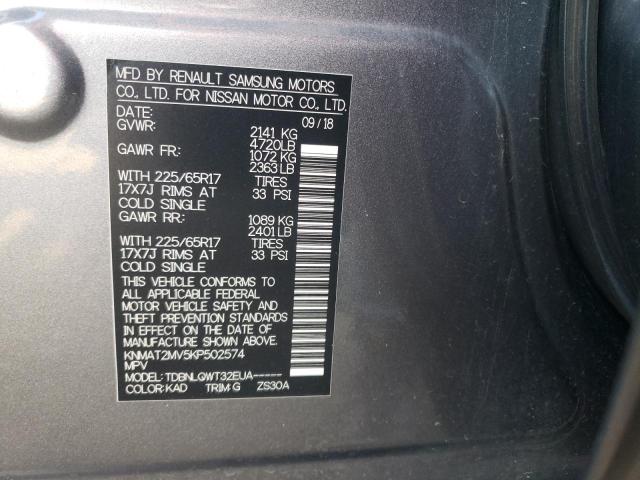 MFD BY RENAULT SAMSUNG MOTORS
CO. LTD. FOR NISSAN MOTOR CO., LTD.
DATE: 09/18
GVWR: 2141 KG
4720LB
GAWR FR: 1072 KG
2363 LB
WITH 225/65R17 TIRES
17X7J RIMS AT 33 PSI
COLD SINGLE
GAWR RR: 1089 KG
2401 LB
WITH 225/65R17 TIRES
17X7J RIMS AT 33 PSI
COLD SINGLE
THIS VEHICLE CONFORMS TO
ALL APPLICABLE FEDERAL
MOTOR VEHICLE SAFETY AND
THEFT PREVENTION STANDARDS
IN EFFECT ON THE DATE OF
MANUFACTURE SHOWN ABOVE.
KNMAT2MV5KP502574
MPV
MODEL: TDBNLQWT32EUA-----
COLOR:KAD TRIM:G ZS30A